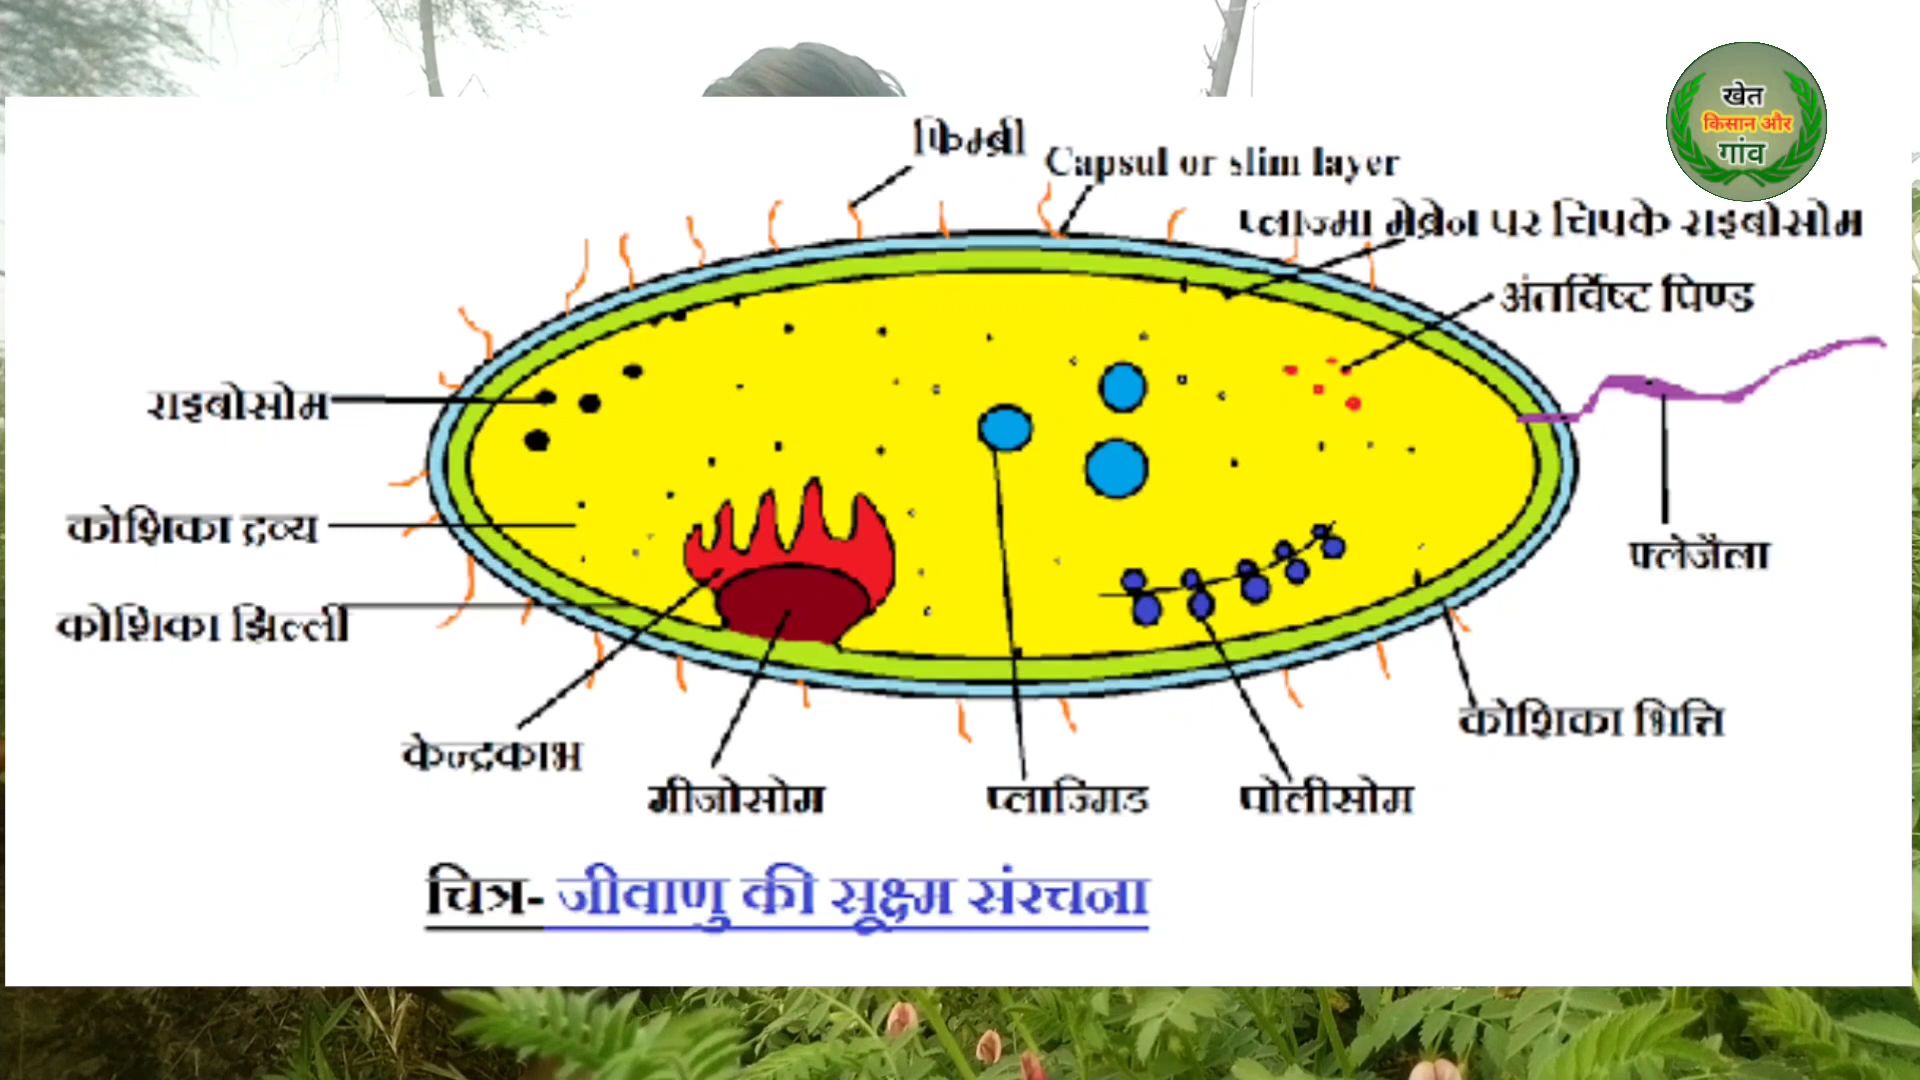 खेत
किसान और
गांव
फिम्ब्री
Capsul or slim layer
प्लाज्मा मेब्रेन पर चिपके राइबोसोम
अंतर्विष्ट पिण्ड
राइबोसोम
कोशिका द्रव्य
फ्लेजैला
कोशिका झिल्ली
कोशिका भित्ति
केन्द्रकाभ
मीजोसोम
प्लाज्मिड
पोलीसोम
चित्र- जीवाणु की सूक्ष्म संरचना